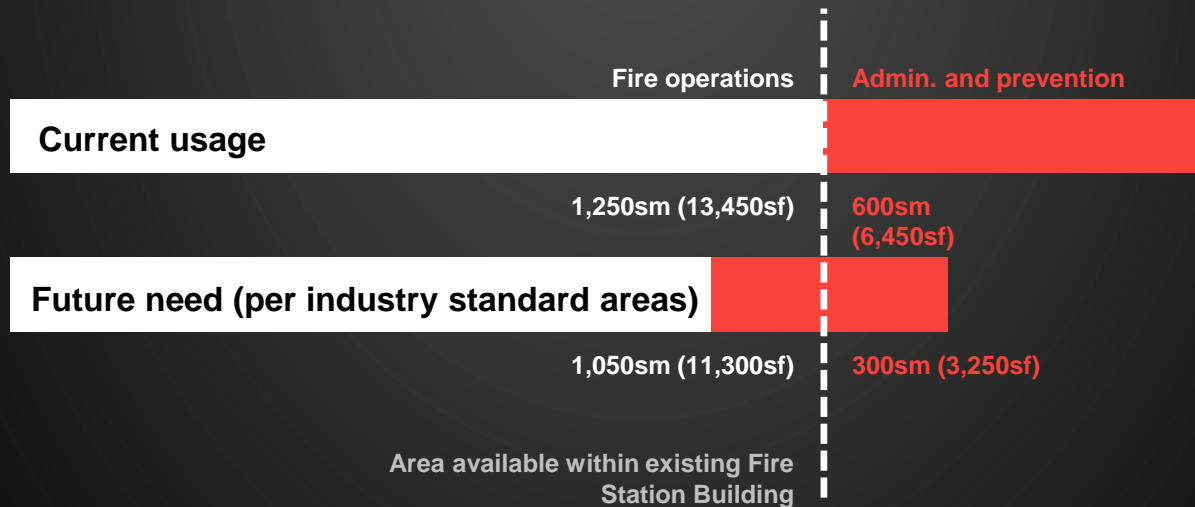 Fire operations
Admin. and prevention
Current usage
1,250sm (13,450sf)
600sm
(6,450sf)
Future need (per industry standard areas)
1,050sm (11,300sf)
300sm (3,250sf)
Area available within existing Fire
Station Building